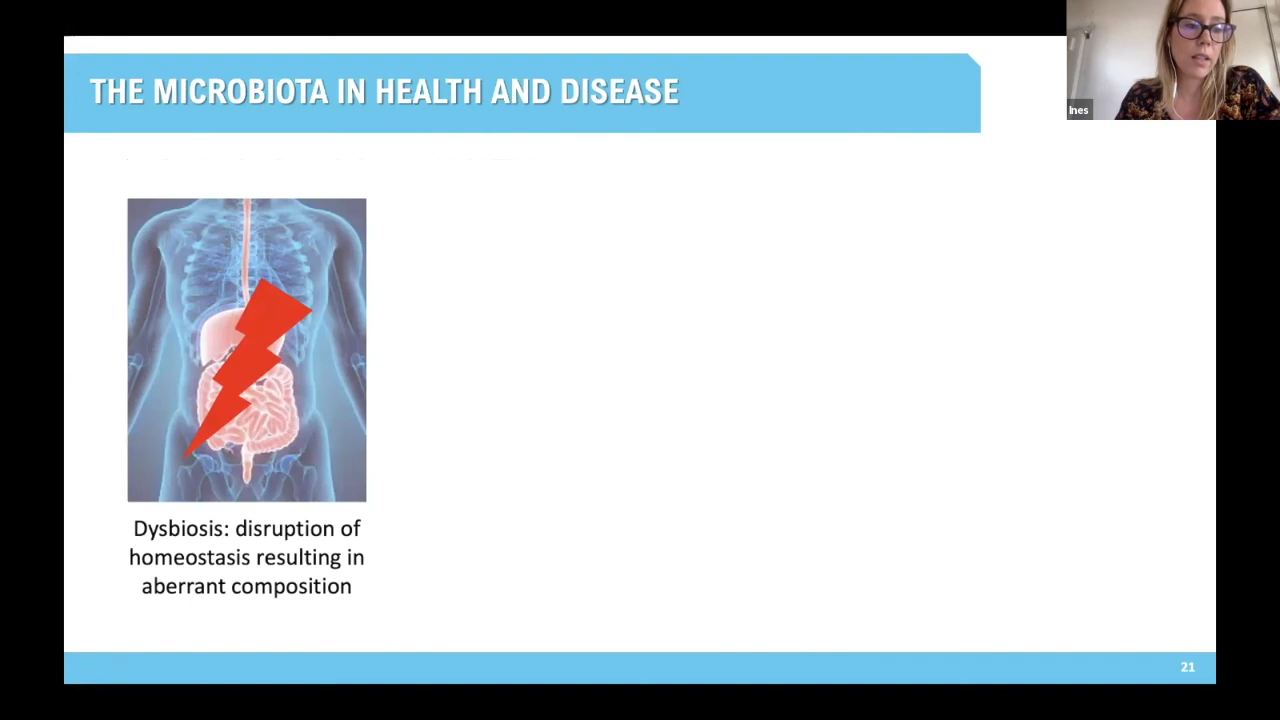 THE MICROBIOTA IN HEALTH AND DISEASE
Ines
Dysbiosis: disruption of
homeostasis resulting in
aberrant composition
21